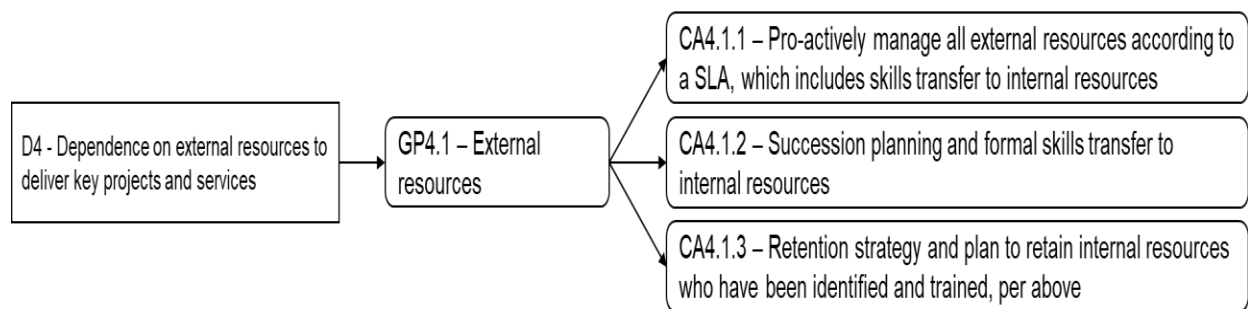 D4 - Dependence on external resources to
deliver key projects and services
GP4.1 – External
resources
CA4.1.1 – Pro-actively manage all external resources according to
a SLA, which includes skills transfer to internal resources
CA4.1.2 – Succession planning and formal skills transfer to
internal resources
CA4.1.3 – Retention strategy and plan to retain internal resources
who have been identified and trained, per above